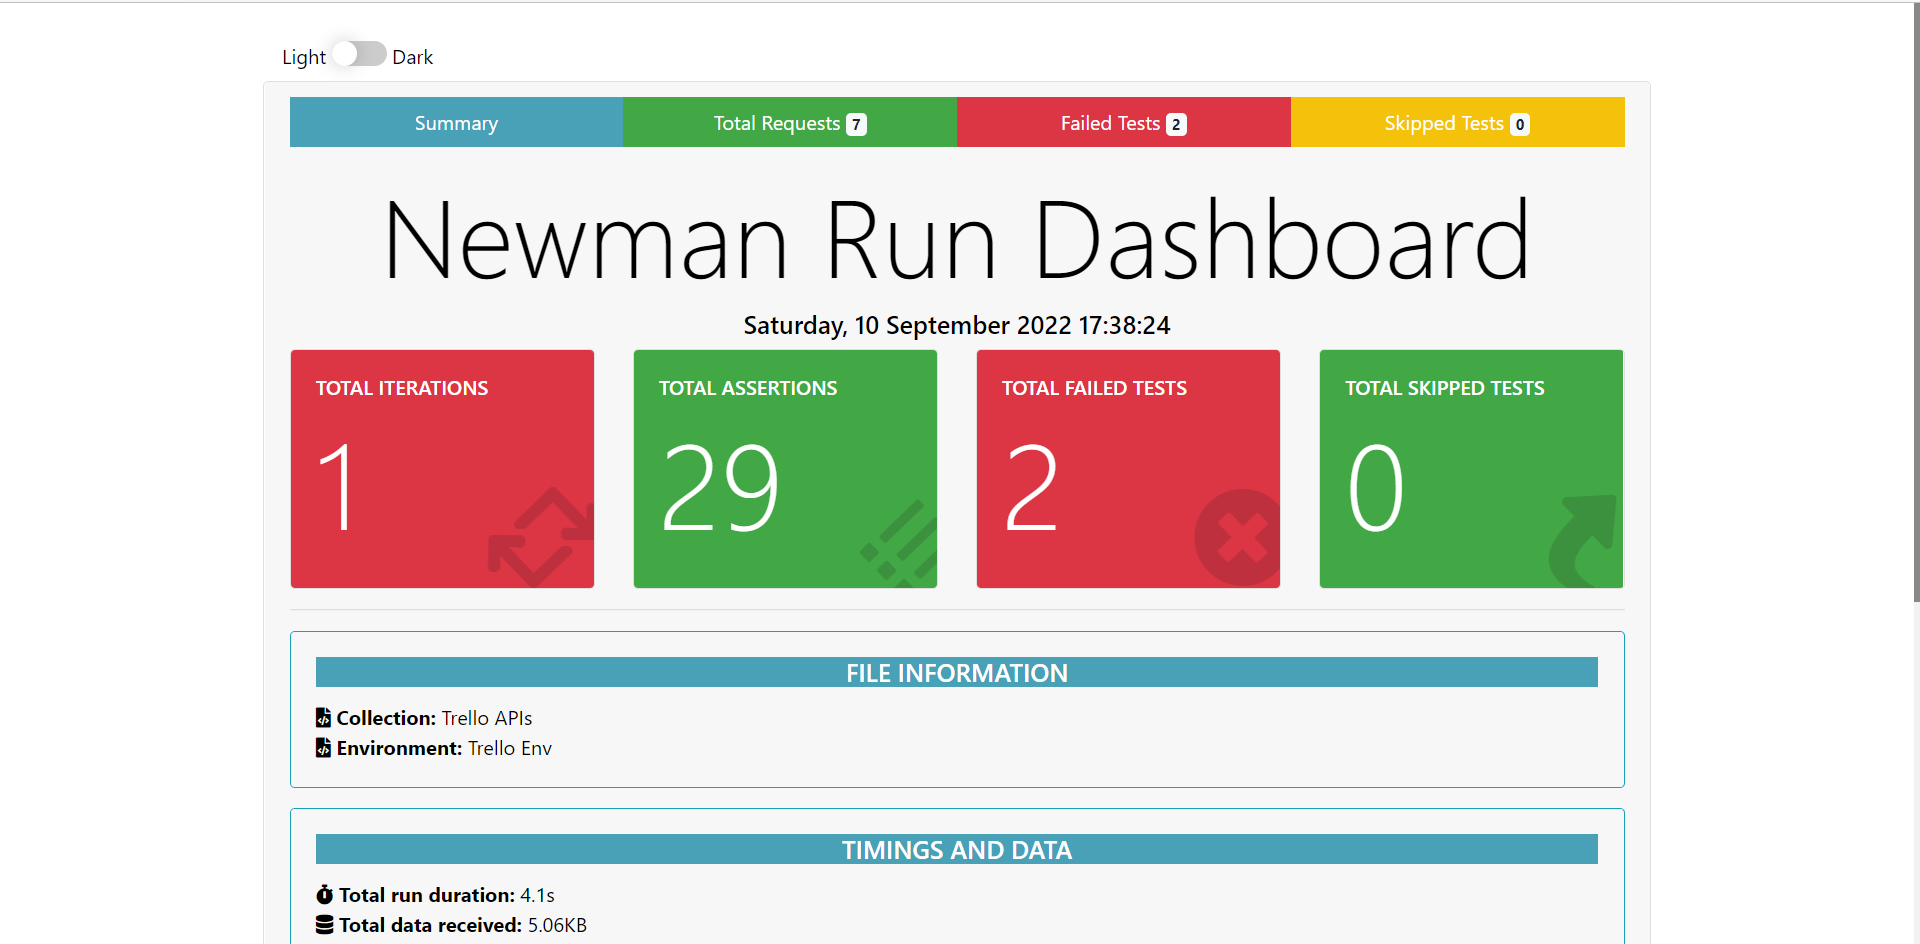 Light Dark
Summary Total Requests 7 Failed Tests 2 Skipped Tests 0
Newman Run Dashboard
Saturday, 10 September 2022 17:38:24
TOTAL ITERATIONS
1
TOTAL ASSERTIONS
29
TOTAL FAILED TESTS
2
TOTAL SKIPPED TESTS
0
FILE INFORMATION
Collection: Trello APIs
Environment: Trello Env
TIMINGS AND DATA
Total run duration: 4.1s
Total data received: 5.06KB